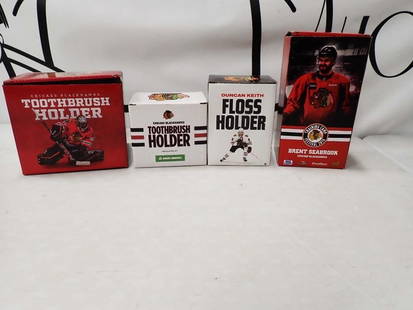 CHICAGO BLACKHAWKS
TOOTHBRUSH
HOLDER
CHICAGO BLACKHAWKS
TOOTHBRUSH
HOLDER
DUNCAN KEITH
FLOSS
HOLDER
BRENT SEABROOK
CHICAGO BLACKHAWKS